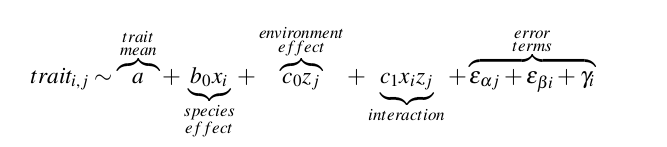 trait mean environment effect error terms
trait_{i,j} ∼ a + b_0x_i + c_0z_j + c_1x_iz_j + ε_{αj} + ε_{βi} + γ_i
species effect interaction